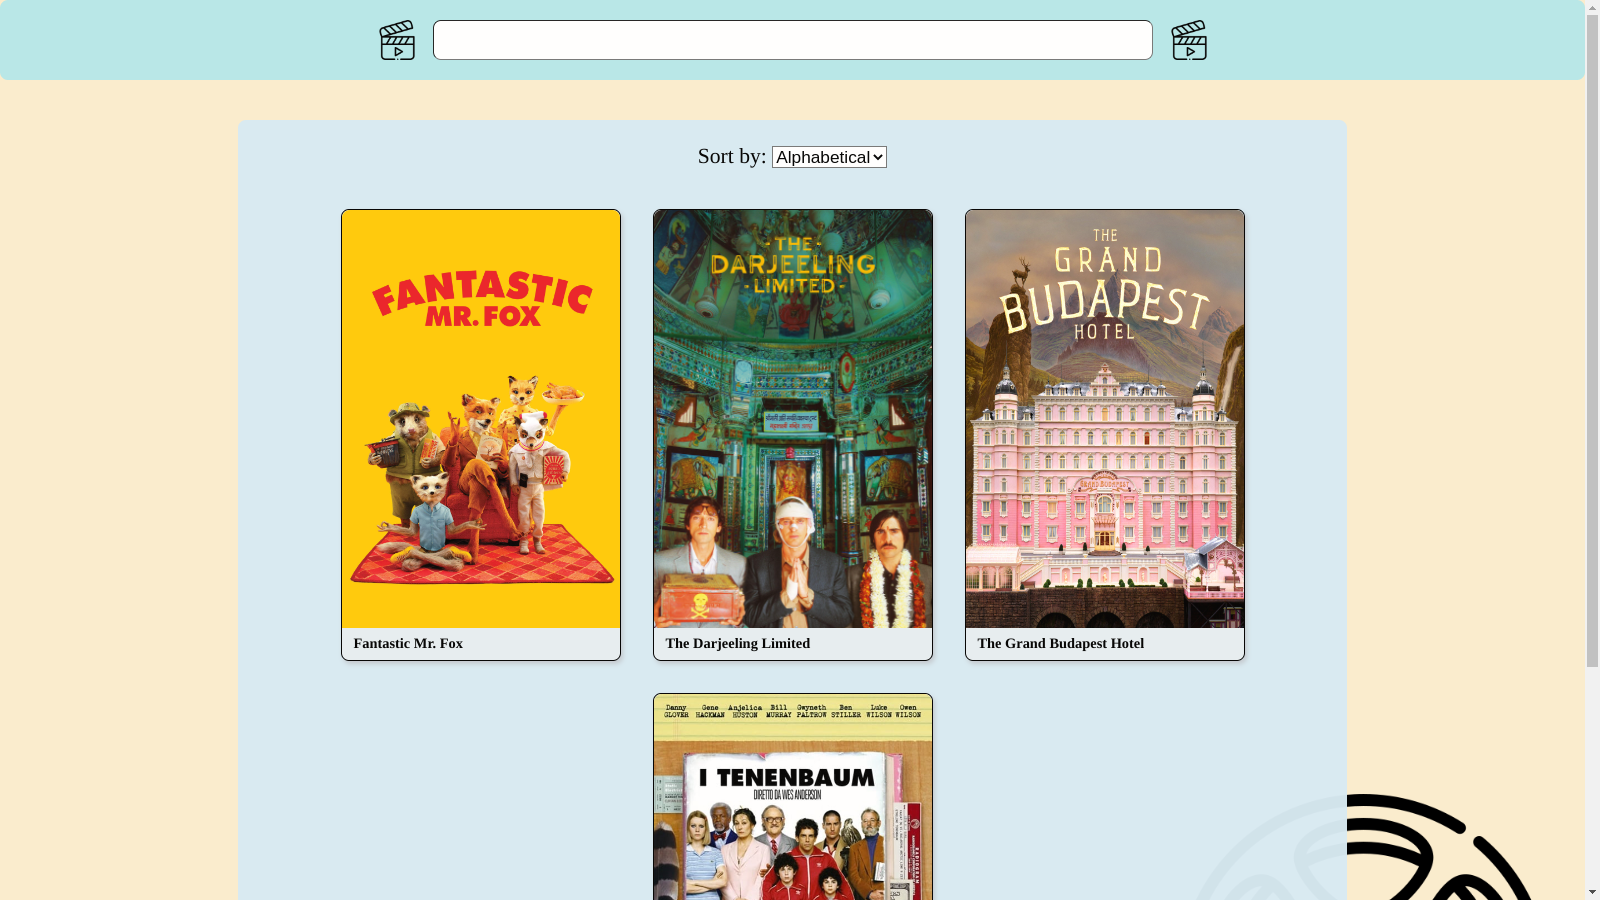 Sort by: Alphabetical
FANTASTIC
MR. FOX
Fantastic Mr. Fox
- THE -
DARJEELING
- LIMITED -
The Darjeeling Limited
THE
GRAND
BUDAPEST
HOTEL
GRAND BUDAPEST
The Grand Budapest Hotel
Danny Gene Anjelica Bill Gwyneth Ben Luke Owen
GLOVER HACKMAN HUSTON MURRAY PALTROW STILLER WILSON WILSON
I TENENBAUM
DIRETTO DA WES ANDERSON